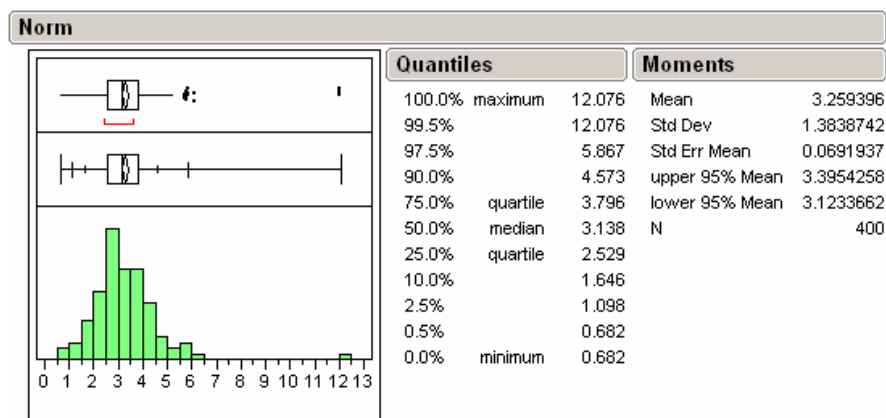 Norm
Quantiles
100.0% maximum 12.076
99.5% 12.076
97.5% 5.867
90.0% 4.573
75.0% quartile 3.796
50.0% median 3.138
25.0% quartile 2.529
10.0% 1.646
2.5% 1.098
0.5% 0.682
0.0% minimum 0.682
Moments
Mean 3.259396
Std Dev 1.3838742
Std Err Mean 0.0691937
upper 95% Mean 3.3954258
lower 95% Mean 3.1233662
N 400
0 1 2 3 4 5 6 7 8 9 10 11 12 13